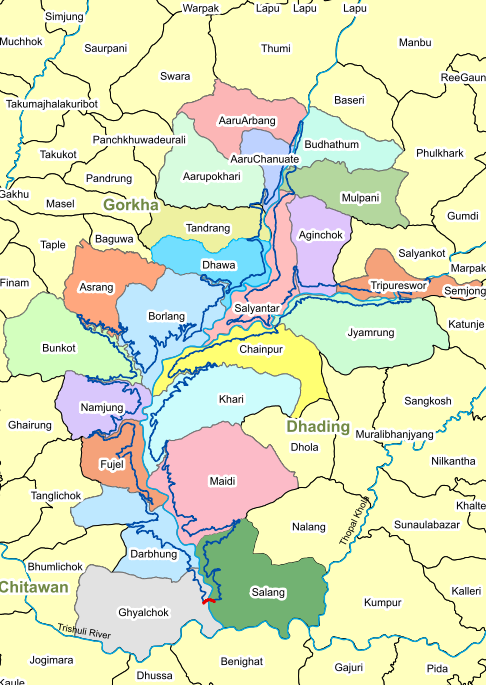 Warpak
Lapu
Lapu
Lapu
Simjung
Muchhok
Saurpani
Thumi
Manbu
Swara
ReeGaun
Takumajhalakuribot
Baseri
AaruArbang
Panchkhuwadeurali
Budhathum
Takukot
AaruChanuate
Phulkhark
Aarupokhari
Pandrung
Gakhu
Masel
Gorkha
Mulpani
Gumdi
Tandrang
Aginchok
Taple
Baguwa
Salyankot
Dhawa
Marpak
Finam
Asrang
Tripureswor
Semjong
Borlang
Salyantar
Katunje
Jyamrung
Bunkot
Chainpur
Khari
Sangkosh
Namjung
Ghairung
Dhading
Muralibhanjyang
Dhola
Fujel
Nilkantha
Maidi
Tanglichok
Khalte
Nalang
Thopal Khola
Sunaulabazar
Darbhung
Bhumlichok
Chitawan
Salang
Kalleri
Kumpur
Ghyalchok
Trishuli River
Jogimara
Benighat
Gajuri
Pida
Dhussa
Kaule